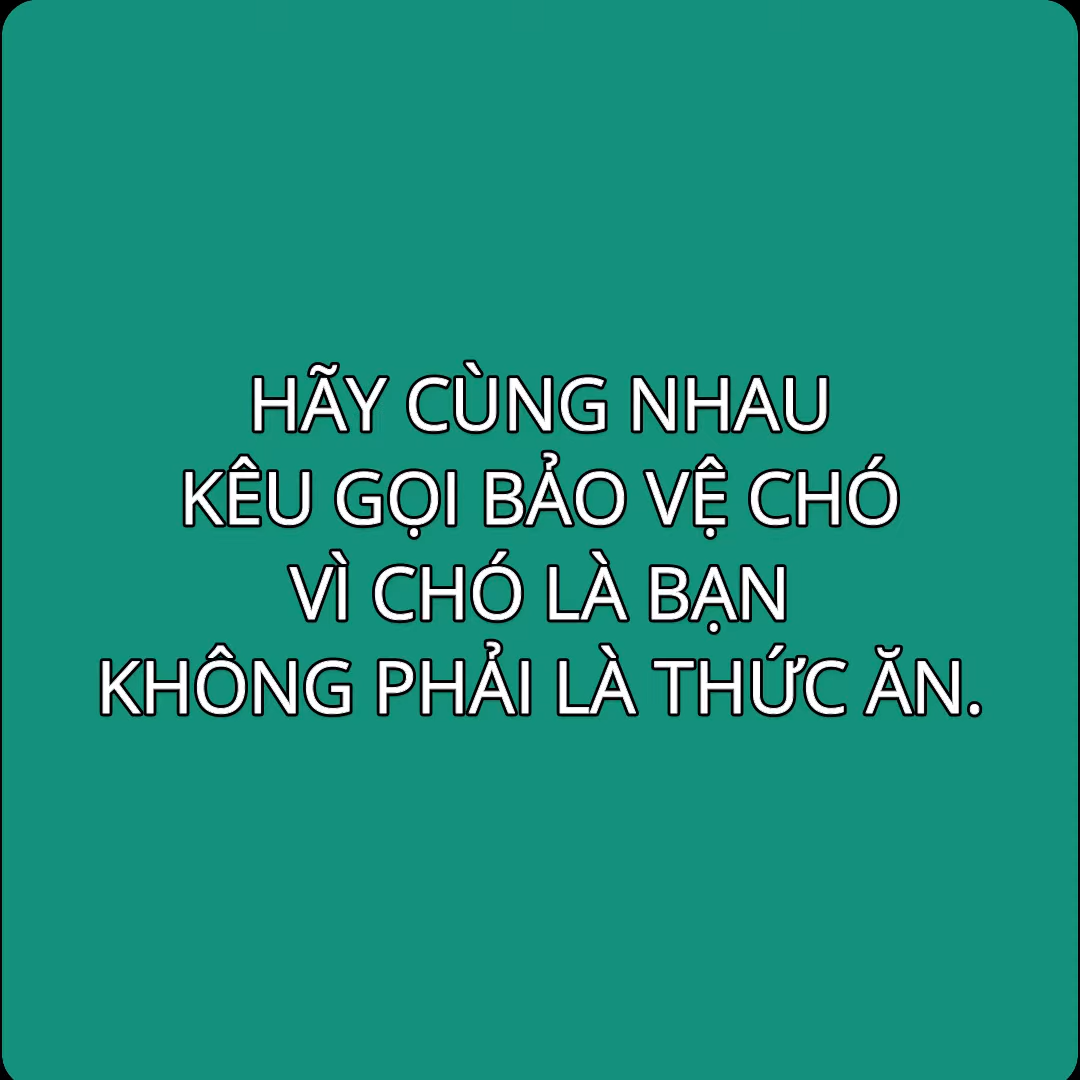 HÃY CÙNG NHAU
KÊU GỌI BẢO VỆ CHÓ
VÌ CHÓ LÀ BẠN
KHÔNG PHẢI LÀ THỨC ĂN.